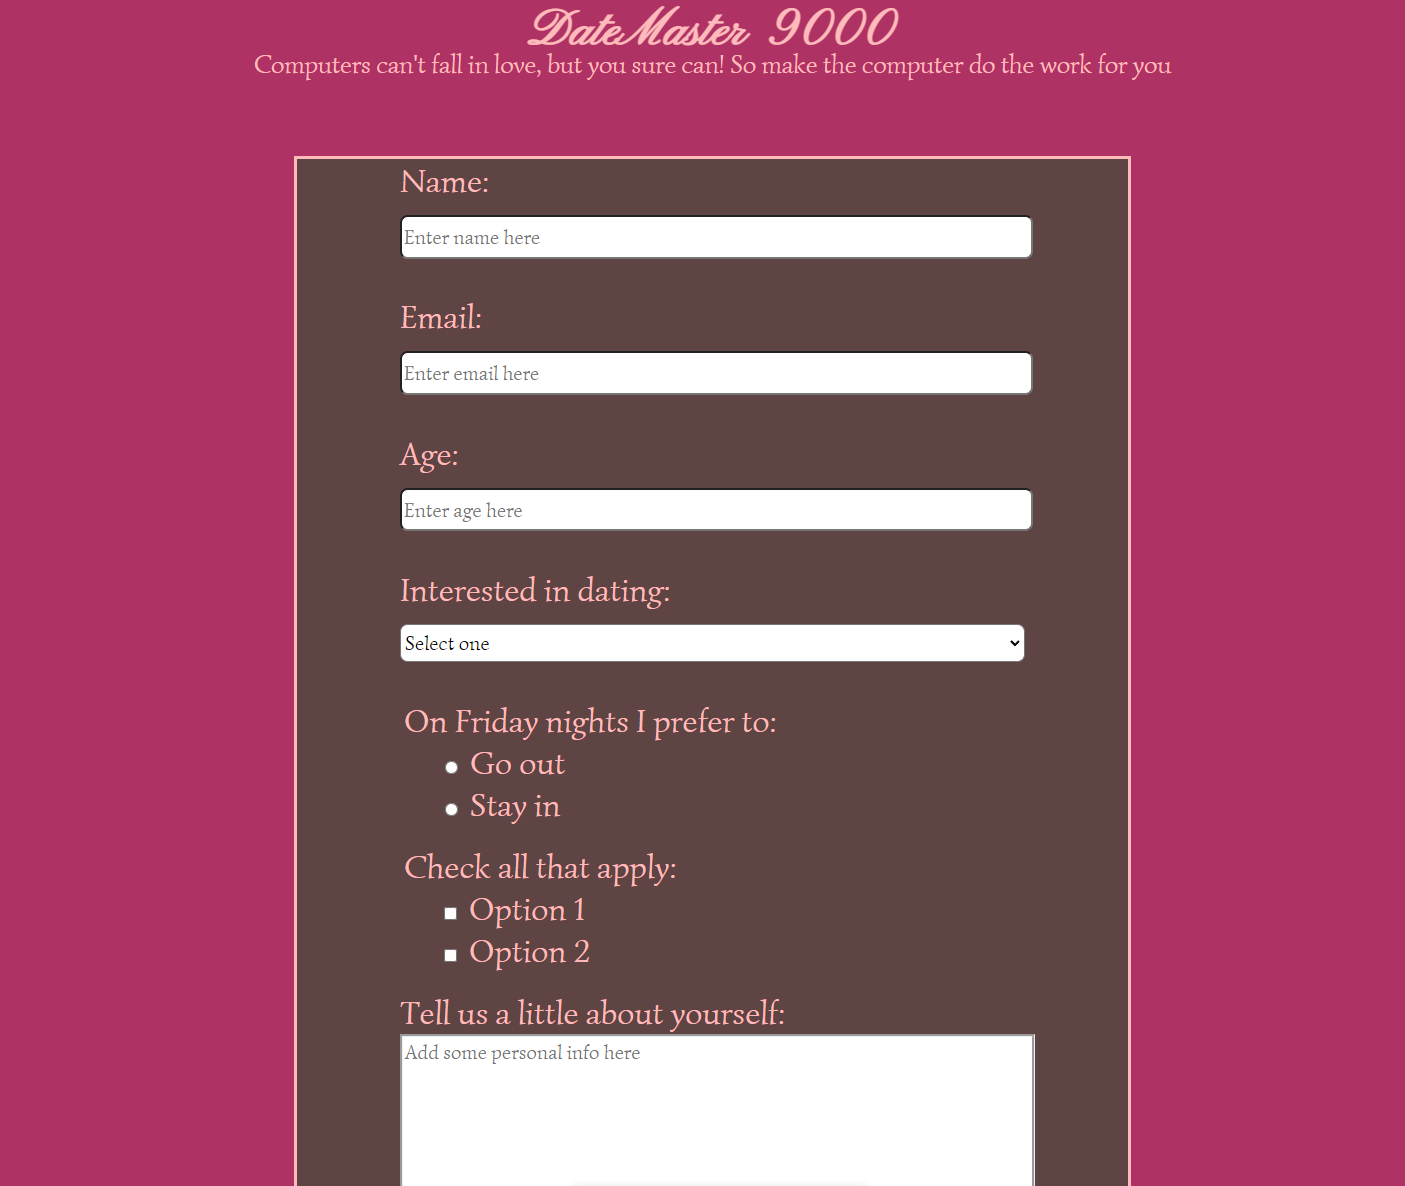 DateMaster 9000
Computers can't fall in love, but you sure can! So make the computer do the work for you
Name:
Enter name here
Email:
Enter email here
Age:
Enter age here
Interested in dating:
Select one
On Friday nights I prefer to:
Go out
Stay in
Check all that apply:
Option 1
Option 2
Tell us a little about yourself:
Add some personal info here